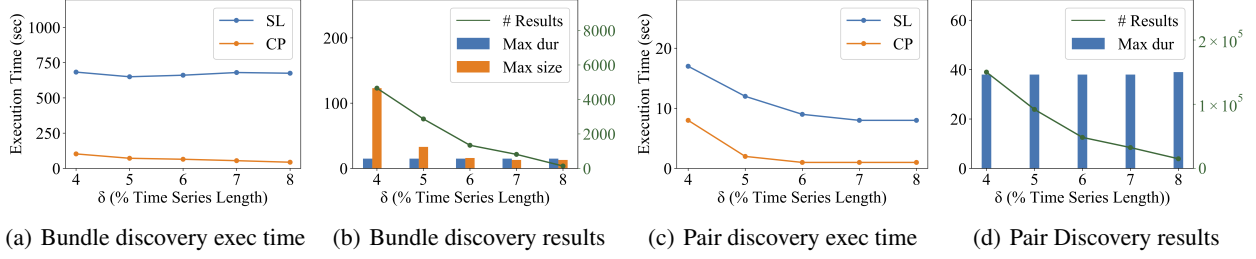 Execution Time (sec)
1000
750
500
250
0
SL
CP
4 5 6 7 8
δ (% Time Series Length)
200
100
0
# Results
Max dur
Max size
8000
6000
4000
2000
0
4 5 6 7 8
δ (% Time Series Length)
Execution Time (sec)
20
10
0
SL
CP
4 5 6 7 8
δ (% Time Series Length)
60
40
20
0
# Results
Max dur
2 × 10^5
1 × 10^5
0
4 5 6 7 8
δ (% Time Series Length))
(a) Bundle discovery exec time
(b) Bundle discovery results
(c) Pair discovery exec time
(d) Pair Discovery results